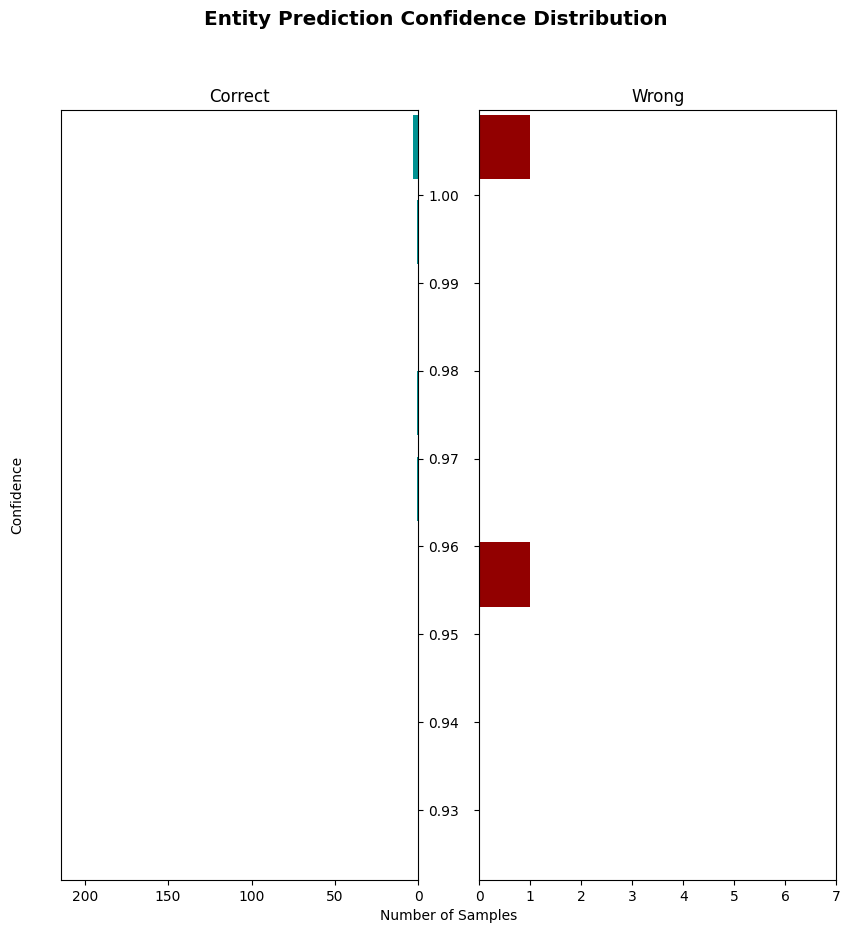 Entity Prediction Confidence Distribution
Correct
Wrong
1.00
0.99
0.98
0.97
0.96
0.95
0.94
0.93
Confidence
200 150 100 50 0
0 1 2 3 4 5 6 7
Number of Samples